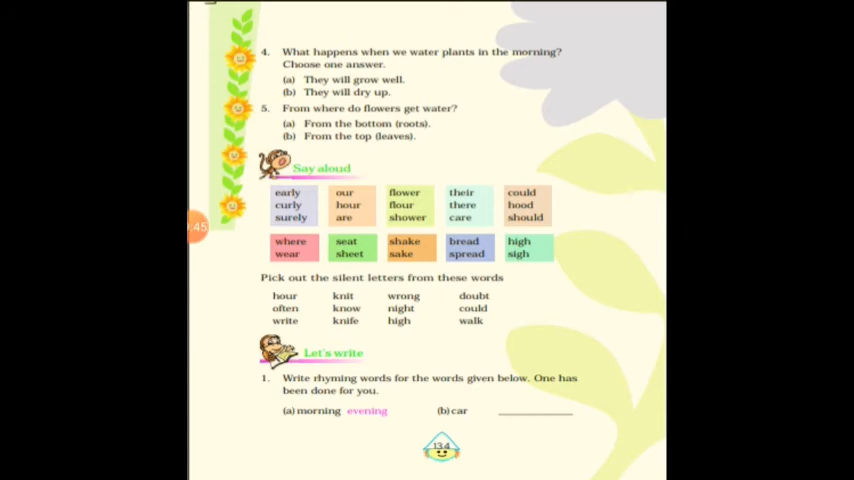 4. What happens when we water plants in the morning?
Choose one answer.
(a) They will grow well.
(b) They will dry up.
5. From where do flowers get water?
(a) From the bottom (roots).
(b) From the top (leaves).
Say aloud
early our flower their could
curly hour flour there hood
surely are shower care should
where seat shake bread high
wear sheet sake spread sigh
Pick out the silent letters from these words
hour knit wrong doubt
often know night could
write knife high walk
Let's write
1. Write rhyming words for the words given below. One has
been done for you.
(a) morning evening (b) car
134
:45